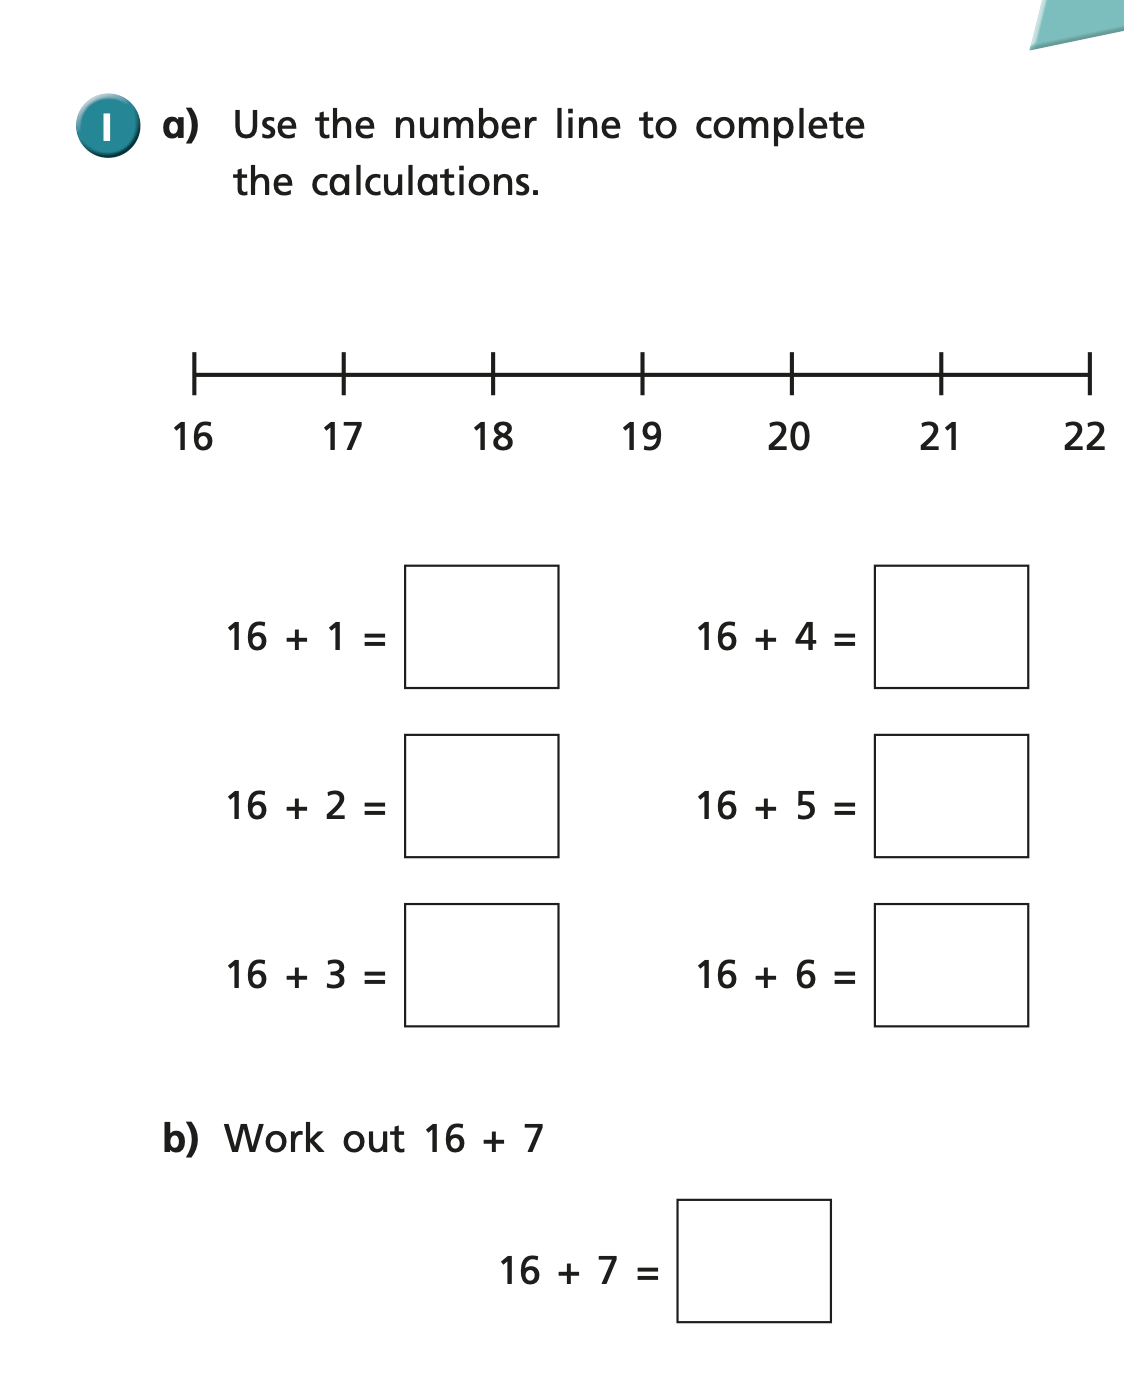 1 a) Use the number line to complete
the calculations.
16 17 18 19 20 21 22
16 + 1 = 16 + 4 =
16 + 2 = 16 + 5 =
16 + 3 = 16 + 6 =
b) Work out 16 + 7
16 + 7 =